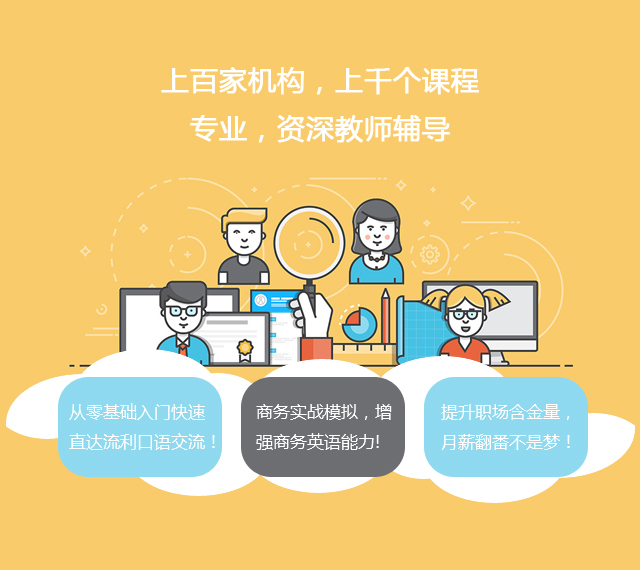 上百家机构，上千个课程
专业，资深教师辅导
从零基础入门快速
直达流利口语交流！
商务实战模拟，增
强商务英语能力!
提升职场含金量，
月薪翻番不是梦！